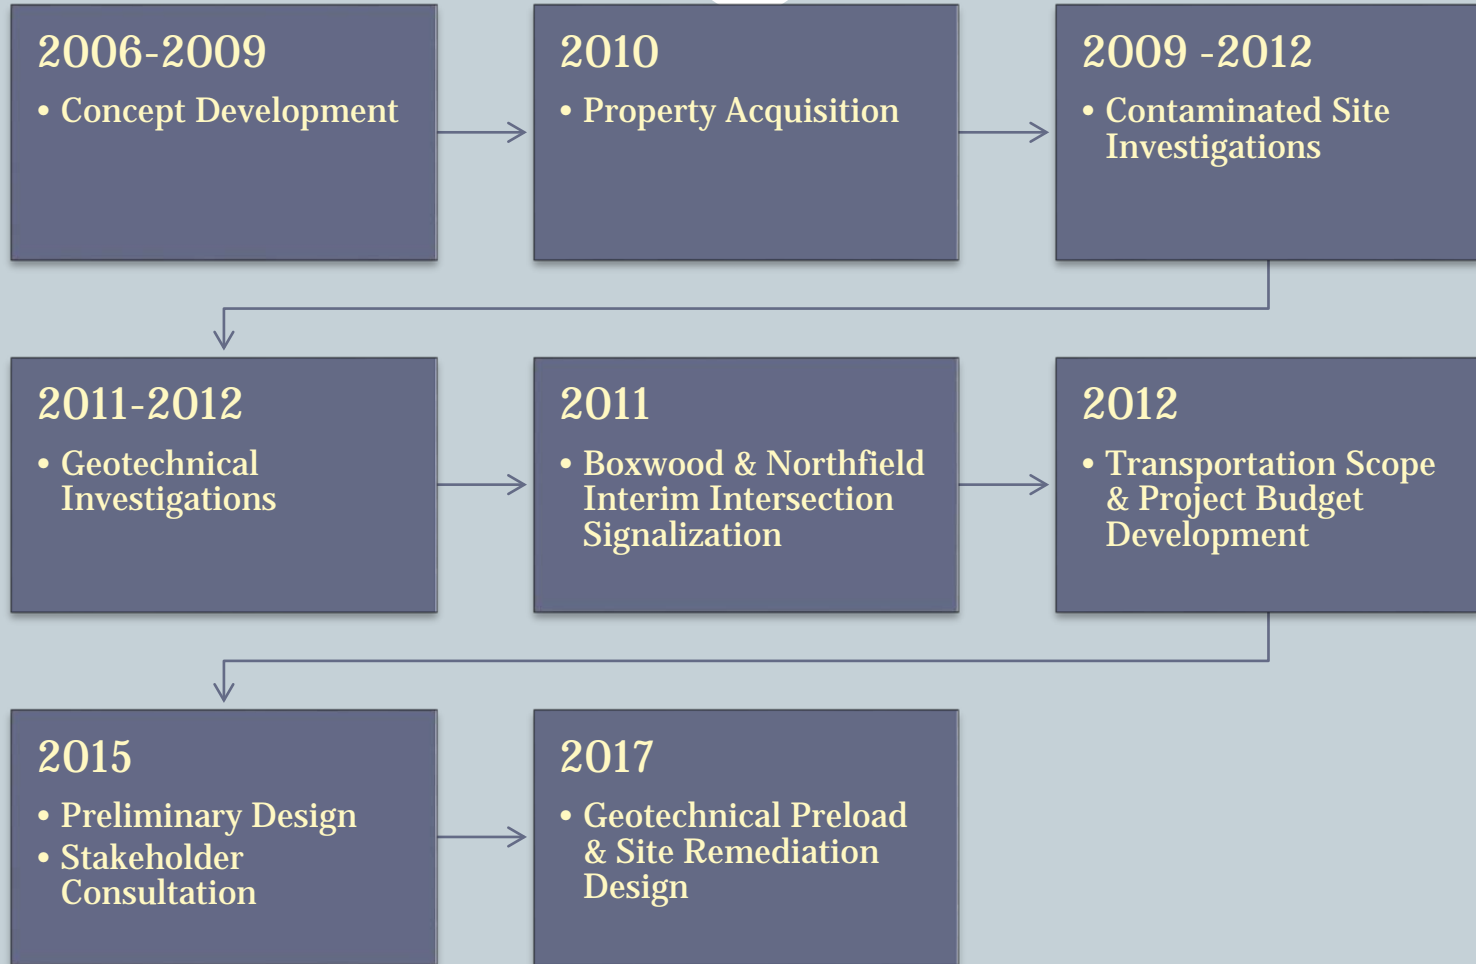 2006-2009
• Concept Development
2010
• Property Acquisition
2009 -2012
• Contaminated Site
Investigations
2011-2012
• Geotechnical
Investigations
2011
• Boxwood & Northfield
Interim Intersection
Signalization
2012
• Transportation Scope
& Project Budget
Development
2015
• Preliminary Design
• Stakeholder
Consultation
2017
• Geotechnical Preload
& Site Remediation
Design